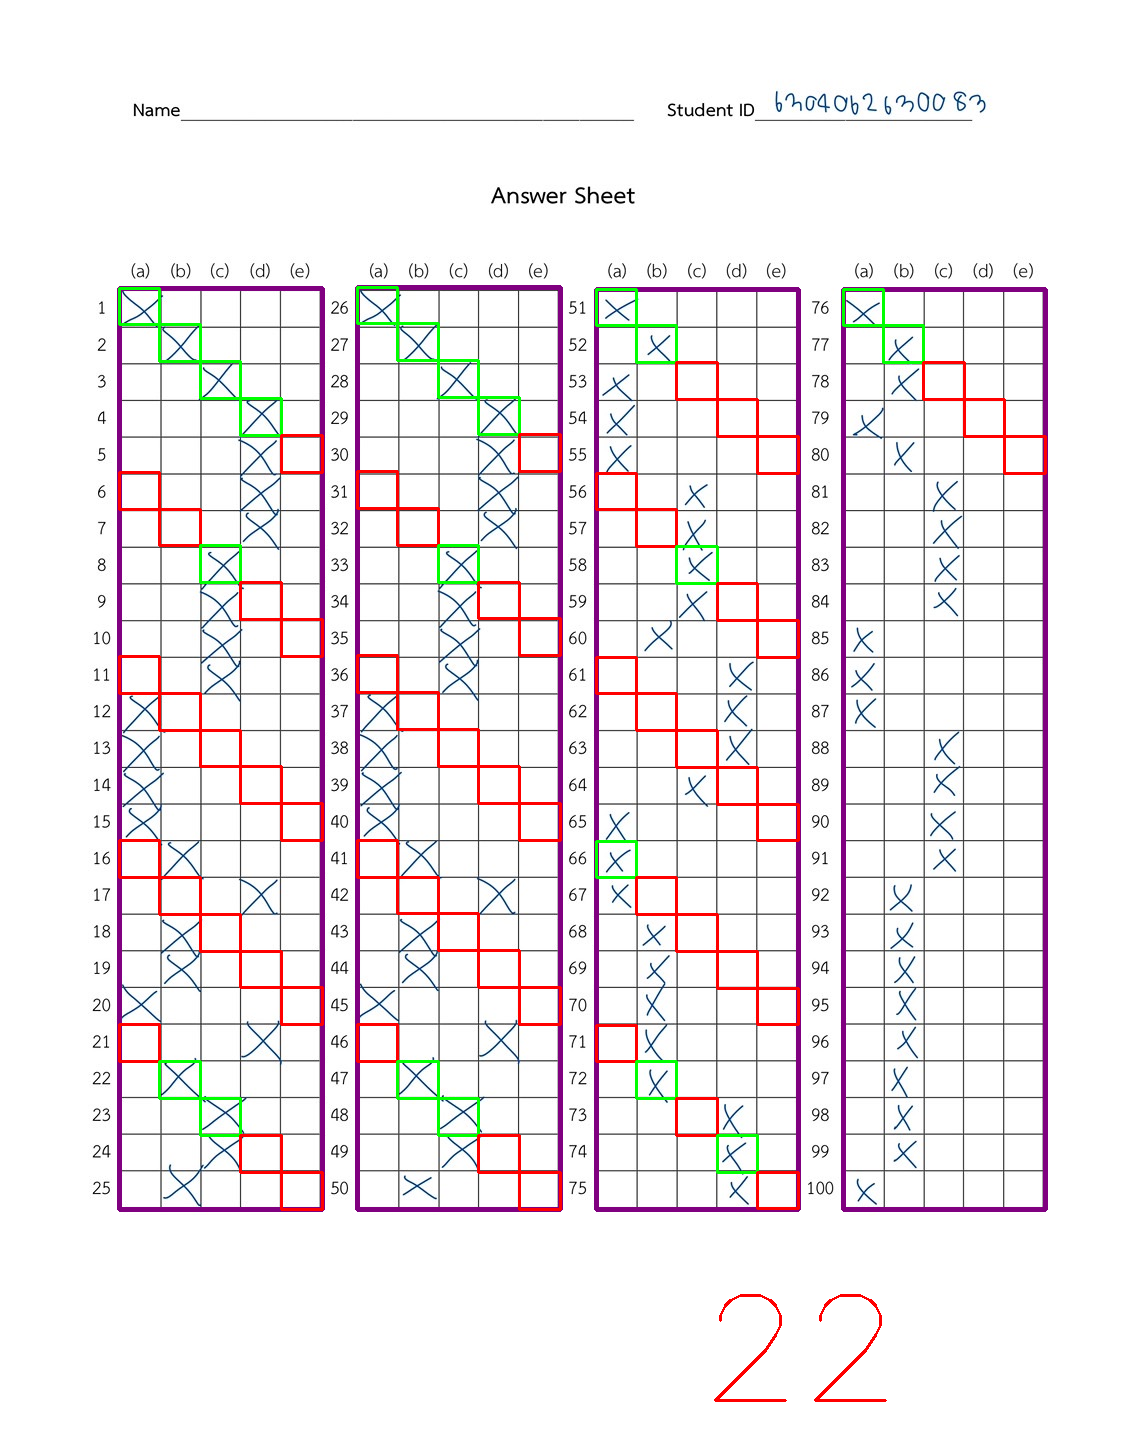 Name Student ID 6304062630083
Answer Sheet
(a) (b) (c) (d) (e) (a) (b) (c) (d) (e) (a) (b) (c) (d) (e) (a) (b) (c) (d) (e)
1 26 51 76
2 27 52 77
3 28 53 78
4 29 54 79
5 30 55 80
6 31 56 81
7 32 57 82
8 33 58 83
9 34 59 84
10 35 60 85
11 36 61 86
12 37 62 87
13 38 63 88
14 39 64 89
15 40 65 90
16 41 66 91
17 42 67 92
18 43 68 93
19 44 69 94
20 45 70 95
21 46 71 96
22 47 72 97
23 48 73 98
24 49 74 99
25 50 75 100
22